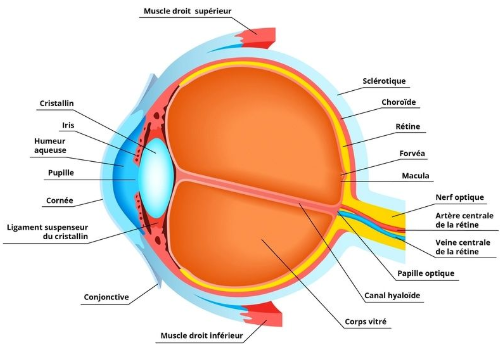 Muscle droit supérieur
Sclérotique
Cristallin
Choroïde
Iris
Rétine
Humeur
aqueuse
Forvéa
Pupille
Macula
Cornée
Nerf optique
Artère centrale
de la rétine
Ligament suspenseur
du cristallin
Veine centrale
de la rétine
Papille optique
Conjonctive
Canal hyaloïde
Corps vitré
Muscle droit inférieur